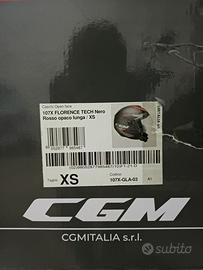 Casco Open face
107X FLORENCE TECH Nero
Rosso opaco lunga / XS
Taglia
XS
Codice
107X-GLA-03
A1
CGM
CGMITALIA s.r.l.
subito